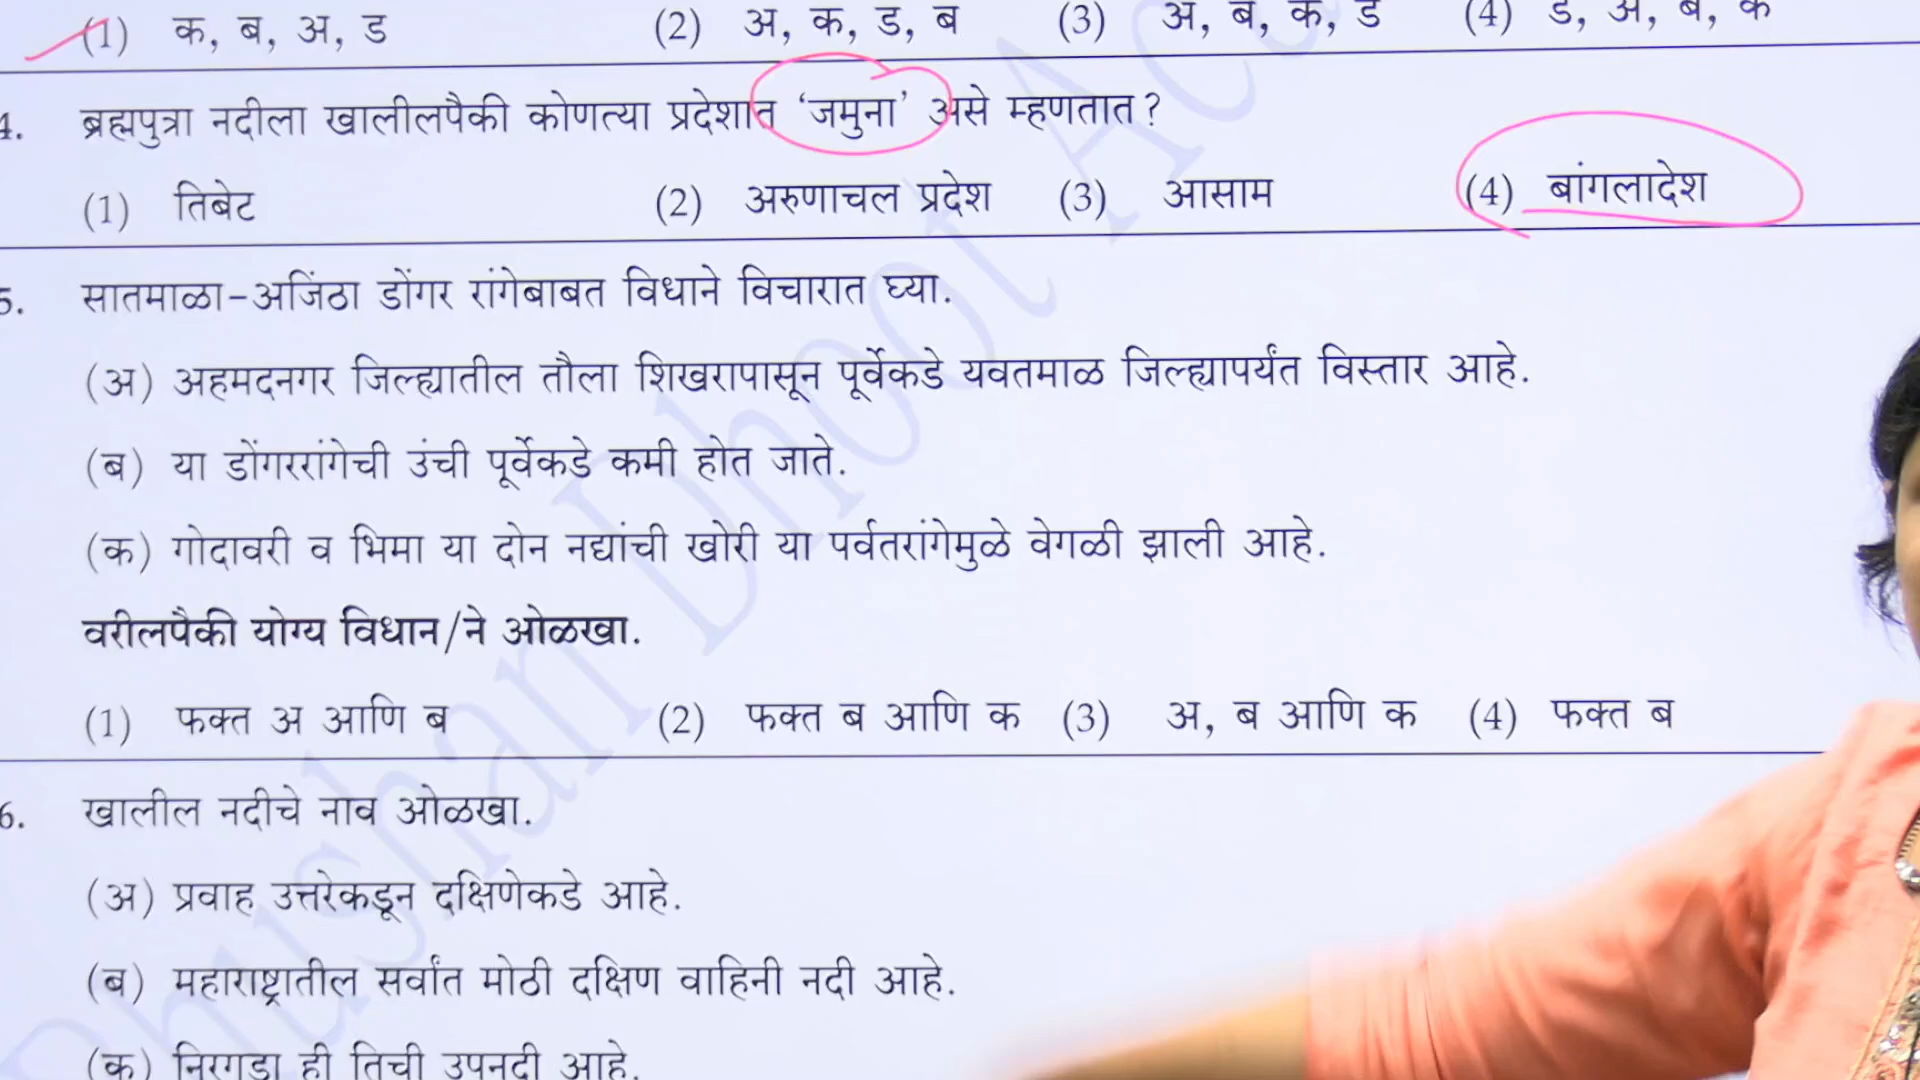 (1) क, ब, अ, ड (2) अ, क, ड, ब (3) अ, ब, क, ड (4) ड, अ, ब, क
4. ब्रह्मपुत्रा नदीला खालीलपैकी कोणत्या प्रदेशात ‘जमुना’ असे म्हणतात?
(1) तिबेट (2) अरुणाचल प्रदेश (3) आसाम (4) बांगलादेश
5. सातमाळा-अजिंठा डोंगर रांगेबाबत विधाने विचारात घ्या.
(अ) अहमदनगर जिल्ह्यातील तौला शिखरापासून पूर्वेकडे यवतमाळ जिल्ह्यापर्यंत विस्तार आहे.
(ब) या डोंगररांगेची उंची पूर्वेकडे कमी होत जाते.
(क) गोदावरी व भिमा या दोन नद्यांची खोरी या पर्वतरांगेमुळे वेगळी झाली आहे.
वरीलपैकी योग्य विधान/ने ओळखा.
(1) फक्त अ आणि ब (2) फक्त ब आणि क (3) अ, ब आणि क (4) फक्त ब
6. खालील नदीचे नाव ओळखा.
(अ) प्रवाह उत्तरेकडून दक्षिणेकडे आहे.
(ब) महाराष्ट्रातील सर्वांत मोठी दक्षिण वाहिनी नदी आहे.
(क) निरगुडा ही तिची उपनदी आहे.
Bhushan Dhoot Aca